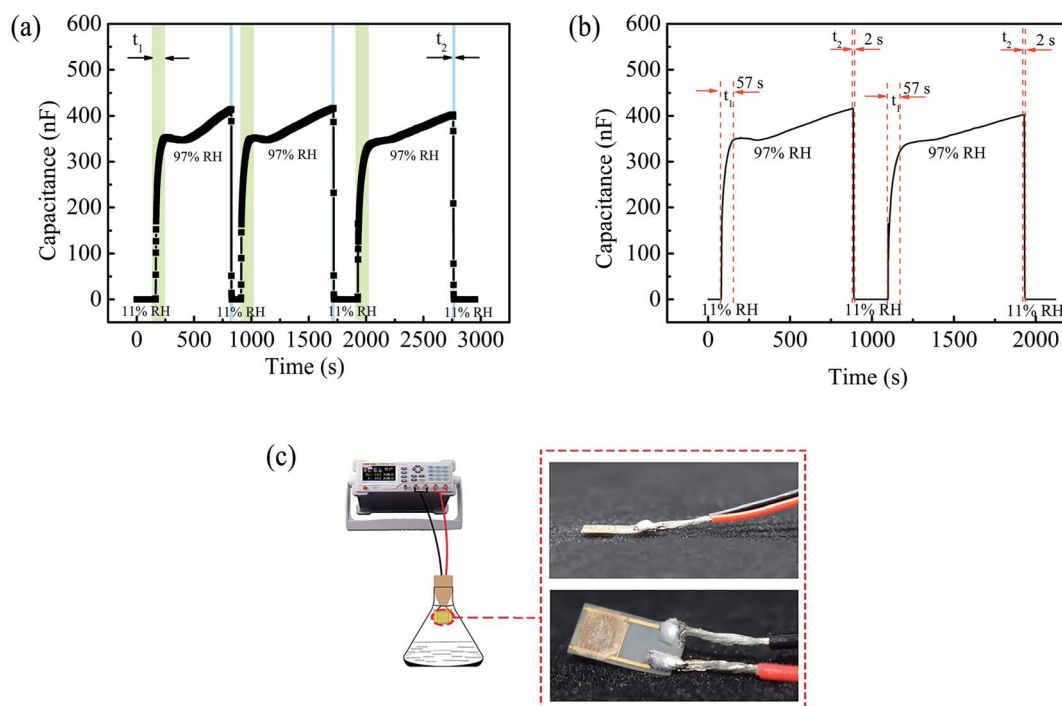 (a)
600
500
400
300
200
100
0
Capacitance (nF)
t1
t2
97% RH
97% RH
97% RH
11% RH
11% RH
11% RH
11% RH
0
500
1000
1500
2000
2500
3000
Time (s)
(b)
600
500
400
300
200
100
0
Capacitance (nF)
t2
2 s
t2
2 s
57 s
t1
57 s
t1
97% RH
97% RH
11% RH
11% RH
11% RH
0
500
1000
1500
2000
Time (s)
(c)